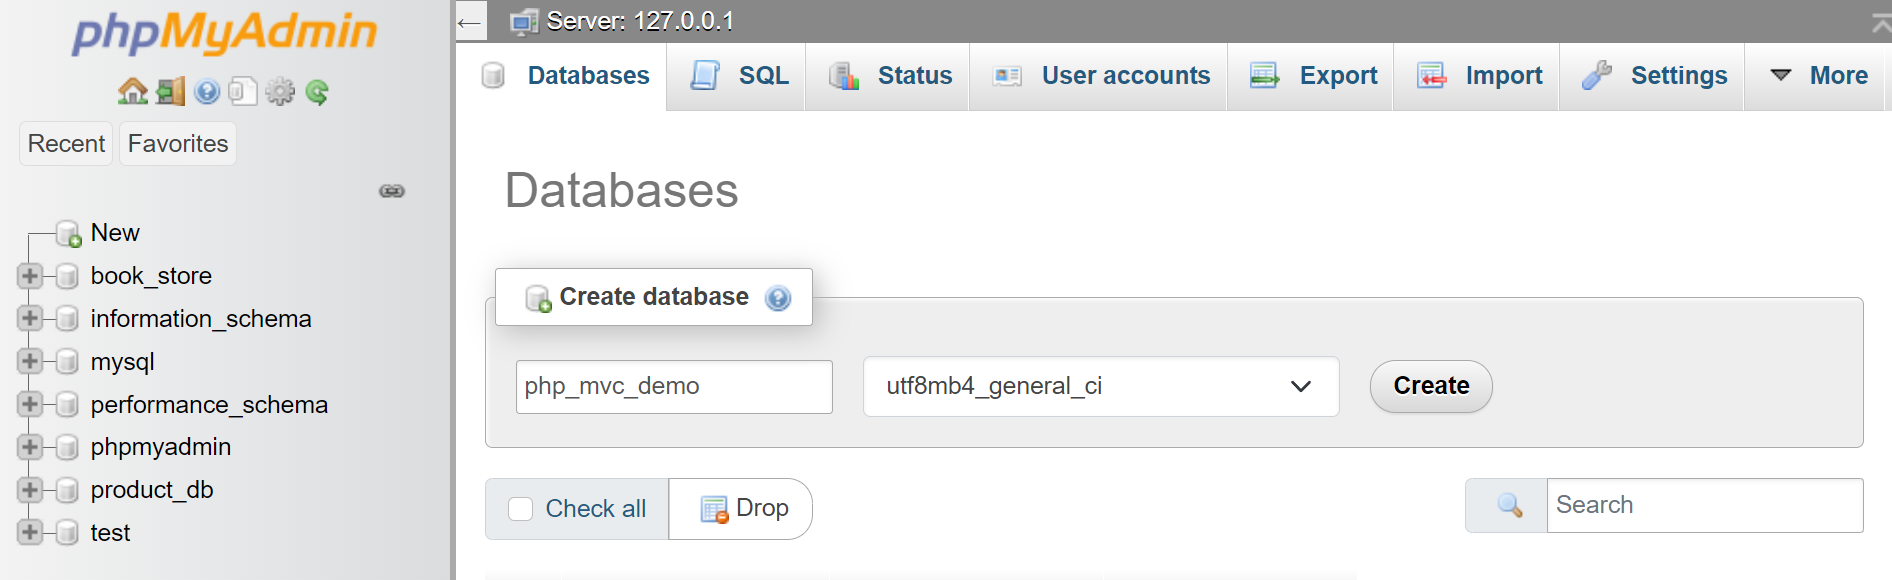 phpMyAdmin
Recent Favorites
New
book_store
information_schema
mysql
performance_schema
phpmyadmin
product_db
test
Server: 127.0.0.1
Databases SQL Status User accounts Export Import Settings More
Databases
Create database
php_mvc_demo utf8mb4_general_ci Create
Check all Drop Search